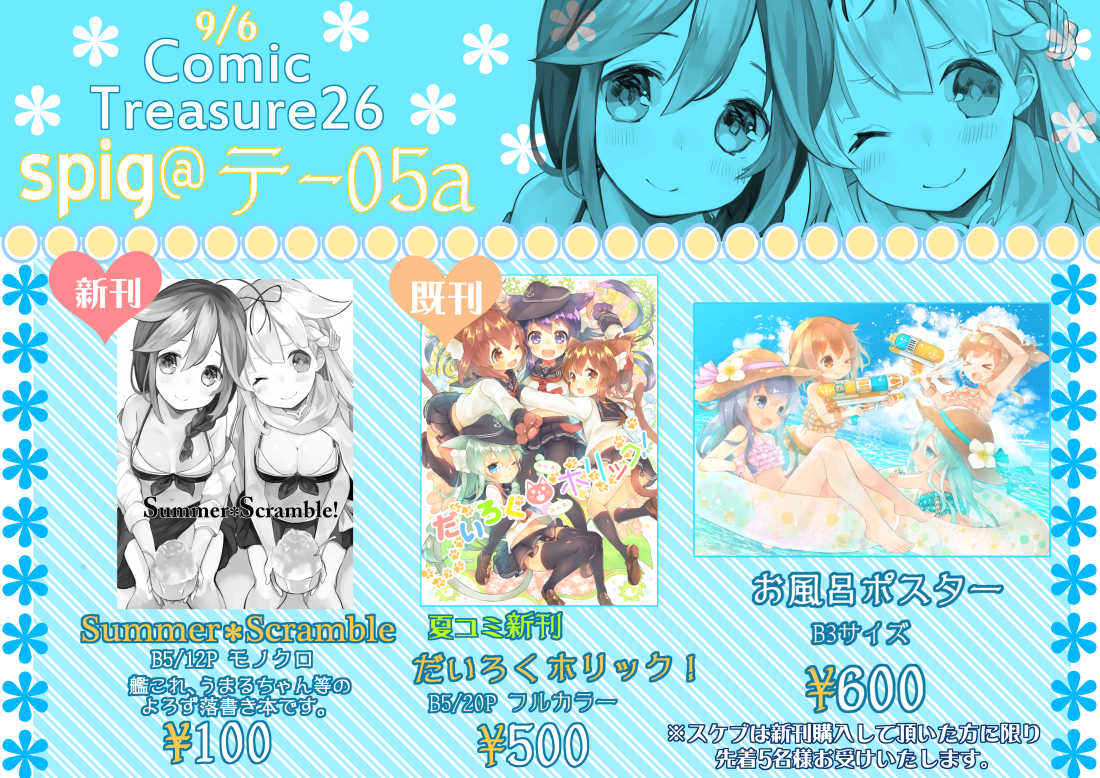 9/6
Comic
Treasure26
spig@テー05a
新刊
Summer*Scramble!
Summer*Scramble
B5/12P モノクロ
艦これ、うまるちゃん等の
よろず落書き本です。
¥100
既刊
だいろく
ホリック!
夏コミ新刊
だいろくホリック!
B5/20P フルカラー
¥500
お風呂ポスター
B3サイズ
¥600
※スケブは新刊購入して頂いた方に限り
先着5名様お受けいたします。